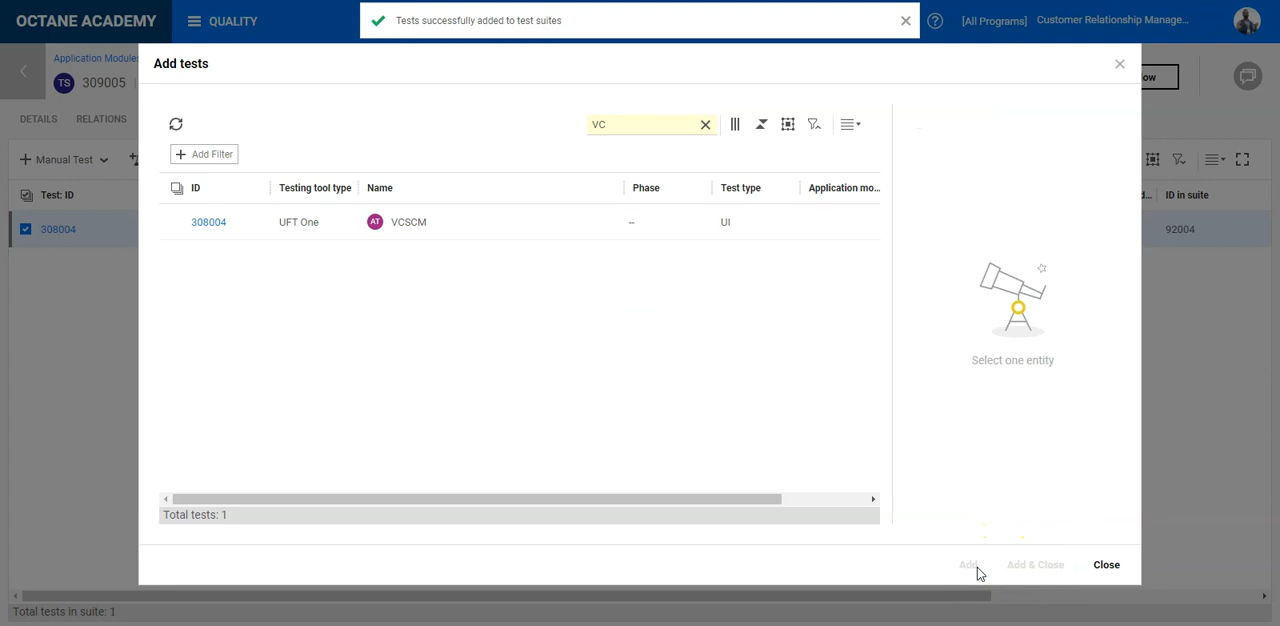 OCTANE ACADEMY
QUALITY
Tests successfully added to test suites
[All Programs] Customer Relationship Manage...
Application Modules
TS 309005
ow
DETAILS RELATIONS
Manual Test
Test: ID
308004
ID in suite
92004
Add tests
VC
Add Filter
ID Testing tool type Name Phase Test type Application mo...
308004 UFT One AT VCSCM -- UI
Select one entity
Total tests: 1
Add Add & Close Close
Total tests in suite: 1